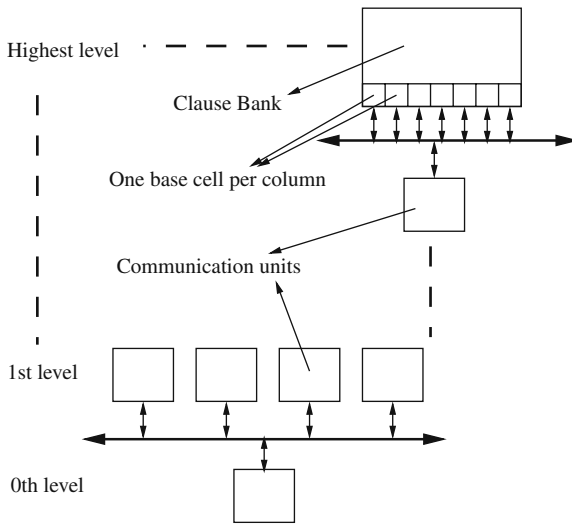 Highest level
Clause Bank
One base cell per column
Communication units
1st level
0th level